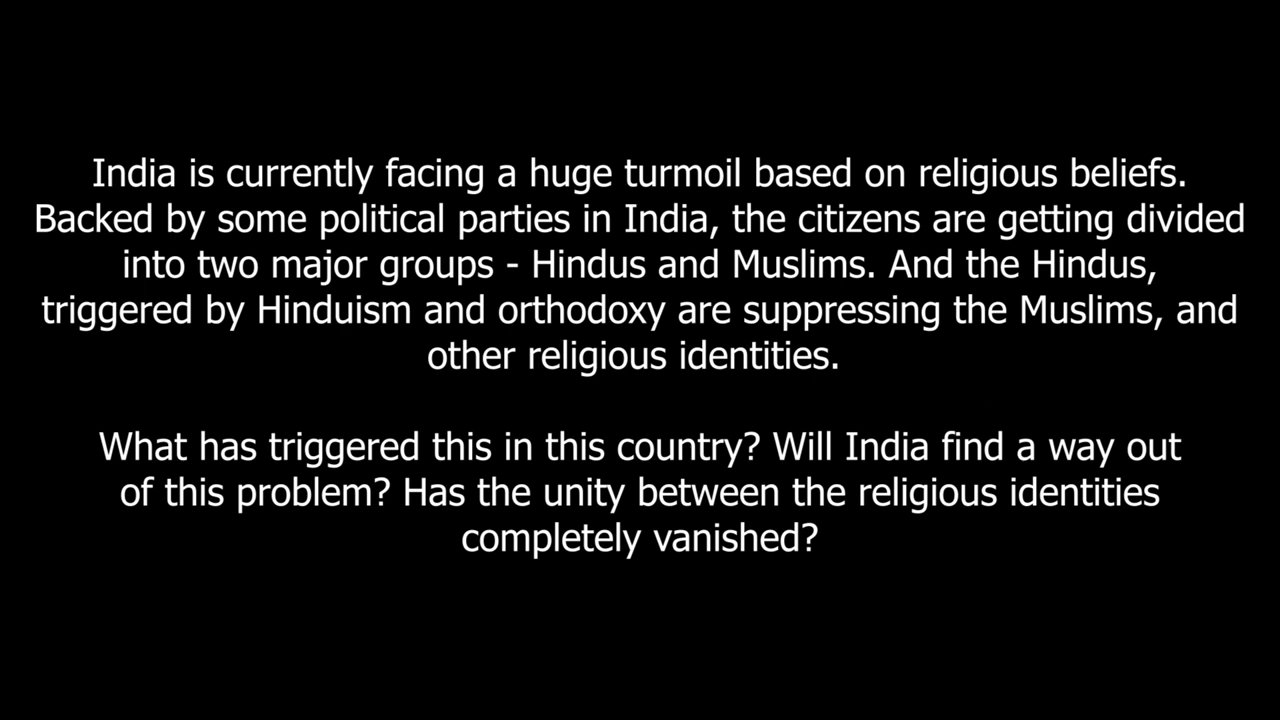 India is currently facing a huge turmoil based on religious beliefs.
Backed by some political parties in India, the citizens are getting divided
into two major groups - Hindus and Muslims. And the Hindus,
triggered by Hinduism and orthodoxy are suppressing the Muslims, and
other religious identities.
What has triggered this in this country? Will India find a way out
of this problem? Has the unity between the religious identities
completely vanished?